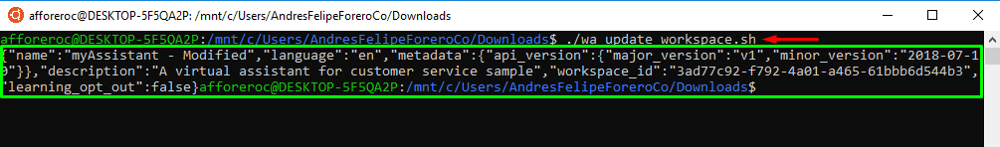 afforeroc@DESKTOP-5F5QA2P: /mnt/c/Users/AndresFelipeForeroCo/Downloads
afforeroc@DESKTOP-5F5QA2P:/mnt/c/Users/AndresFelipeForeroCo/Downloads$ ./wa_update_workspace.sh
{"name":"myAssistant - Modified","language":"en","metadata":{"api_version":{"major_version":"v1","minor_version":"2018-07-1
0"}},"description":"A virtual assistant for customer service sample","workspace_id":"3ad77c92-f792-4a01-a465-61bbb6d544b3",
"learning_opt_out":false}afforeroc@DESKTOP-5F5QA2P:/mnt/c/Users/AndresFelipeForeroCo/Downloads$